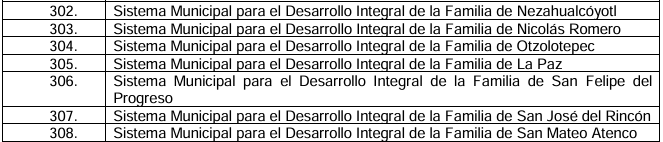 302. Sistema Municipal para el Desarrollo Integral de la Familia de Nezahualcóyotl
303. Sistema Municipal para el Desarrollo Integral de la Familia de Nicolás Romero
304. Sistema Municipal para el Desarrollo Integral de la Familia de Otzolotepec
305. Sistema Municipal para el Desarrollo Integral de la Familia de La Paz
306. Sistema Municipal para el Desarrollo Integral de la Familia de San Felipe del
Progreso
307. Sistema Municipal para el Desarrollo Integral de la Familia de San José del Rincón
308. Sistema Municipal para el Desarrollo Integral de la Familia de San Mateo Atenco